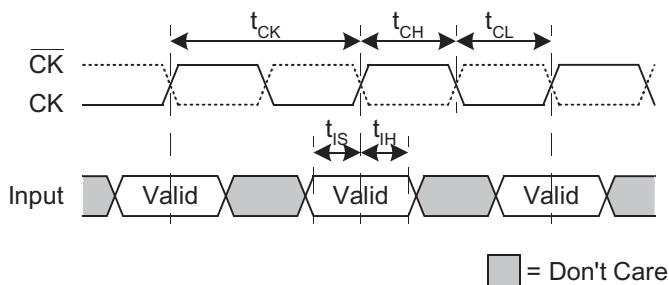 tCK
tCH
tCL
CK
CK
tIS
tIH
Input
Valid
Valid
Valid
= Don't Care